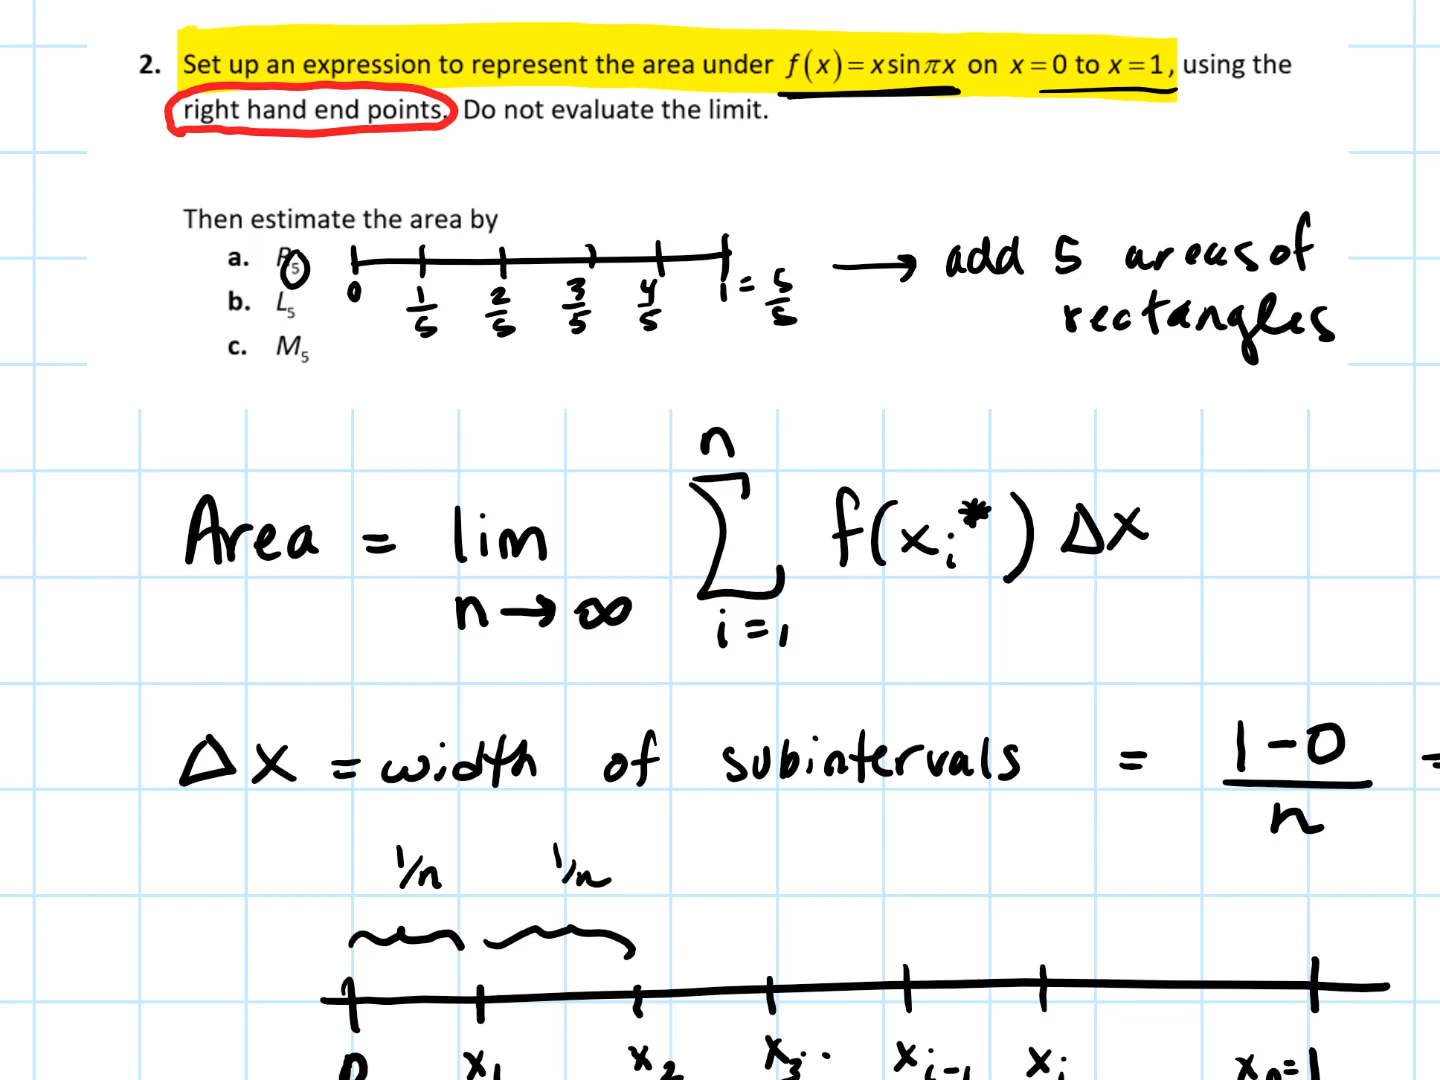 2. Set up an expression to represent the area under f(x)=x sin πx on x=0 to x=1, using the
right hand end points. Do not evaluate the limit.
Then estimate the area by
a. R₅
0 1/5 2/5 3/5 4/5 1 = 5/5
→ add 5 areas of
rectangles
b. L₅
c. M₅
Area = lim n→∞ n Σ i=1 f(xᵢ*) Δx
Δx = width of subintervals = 1-0/n =
1/n 1/n
0 x₁ x₂ x₃.. xᵢ₋₁ xᵢ xₙ=1